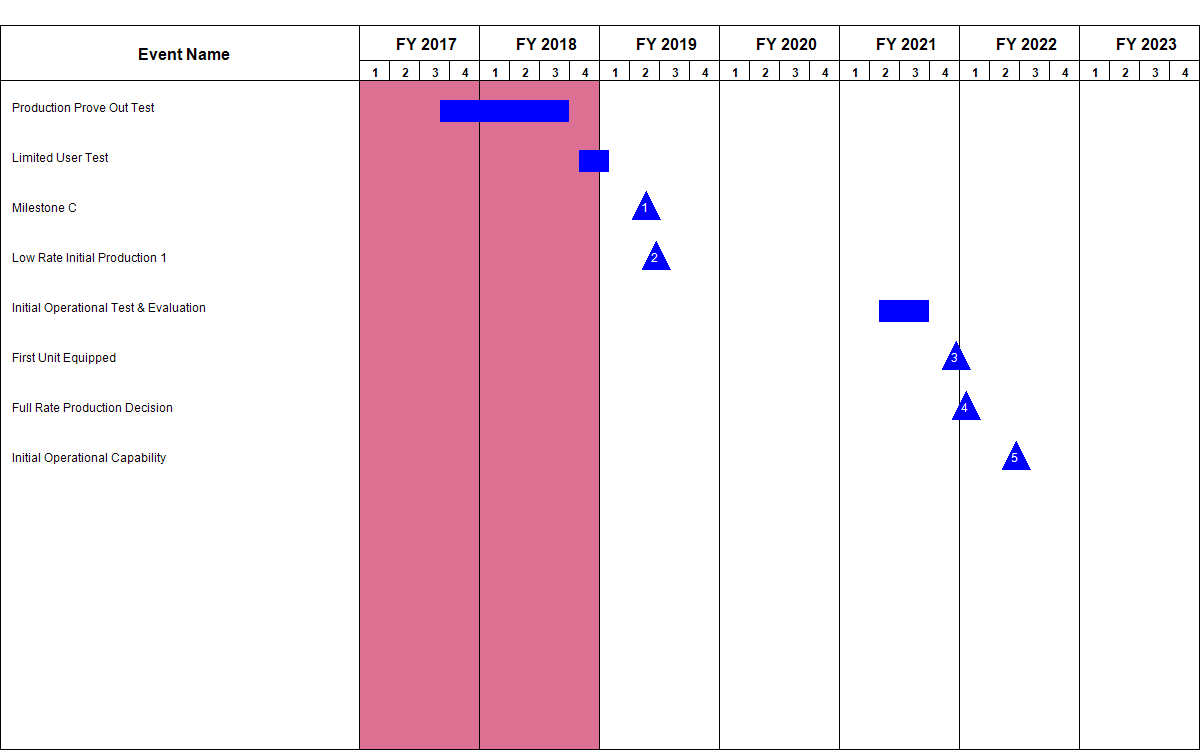 Event Name FY 2017 FY 2018 FY 2019 FY 2020 FY 2021 FY 2022 FY 2023
1 2 3 4 1 2 3 4 1 2 3 4 1 2 3 4 1 2 3 4 1 2 3 4 1 2 3 4
Production Prove Out Test
Limited User Test
Milestone C 1
Low Rate Initial Production 1 2
Initial Operational Test & Evaluation
First Unit Equipped 3
Full Rate Production Decision 4
Initial Operational Capability 5